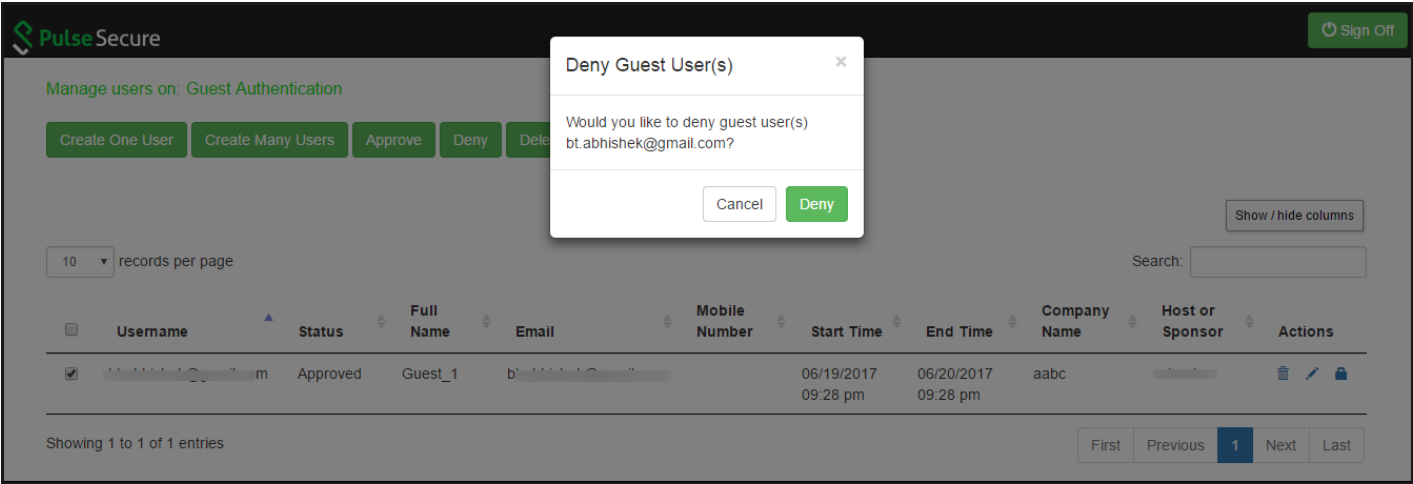 Pulse Secure
Sign Off
Manage users on: Guest Authentication
Create One User
Create Many Users
Approve
Deny
Dele
Deny Guest User(s)
×
Would you like to deny guest user(s)
bt.abhishek@gmail.com?
Cancel
Deny
Show / hide columns
10
records per page
Search:
Username
Status
Full
Name
Email
Mobile
Number
Start Time
End Time
Company
Name
Host or
Sponsor
Actions
Approved
Guest_1
06/19/2017
09:28 pm
06/20/2017
09:28 pm
aabc
Showing 1 to 1 of 1 entries
First
Previous
1
Next
Last